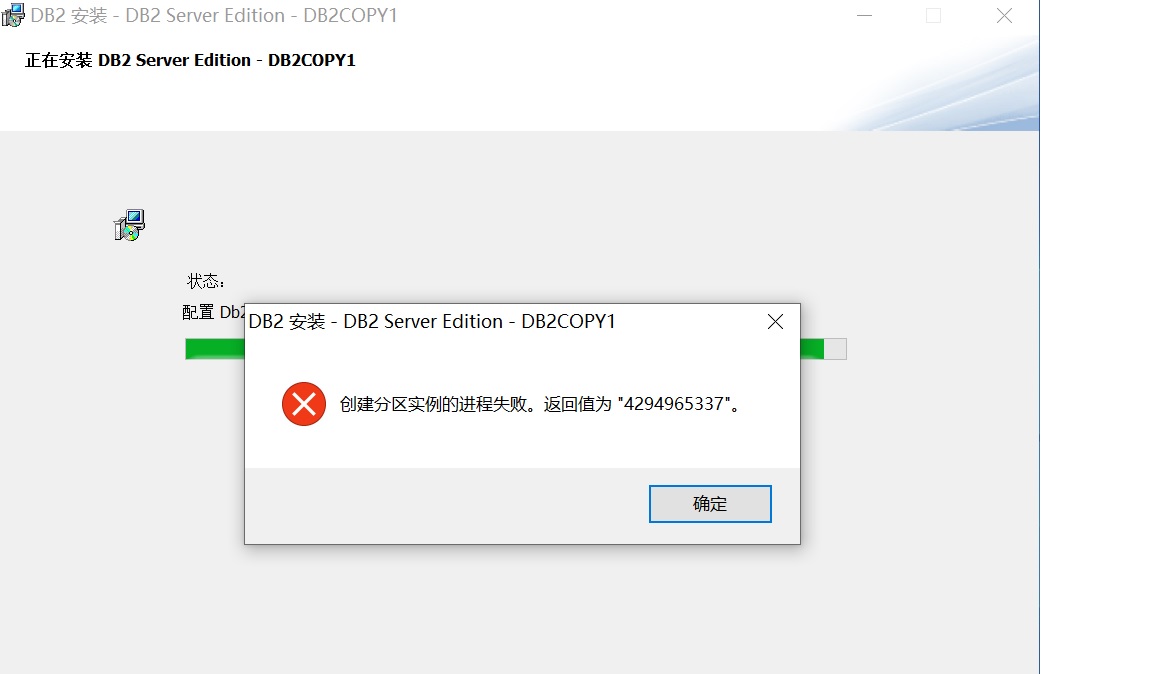 DB2 安装 - DB2 Server Edition - DB2COPY1
正在安装 DB2 Server Edition - DB2COPY1
状态：
配置 Db2
DB2 安装 - DB2 Server Edition - DB2COPY1
创建分区实例的进程失败。返回值为 "4294965337"。
确定